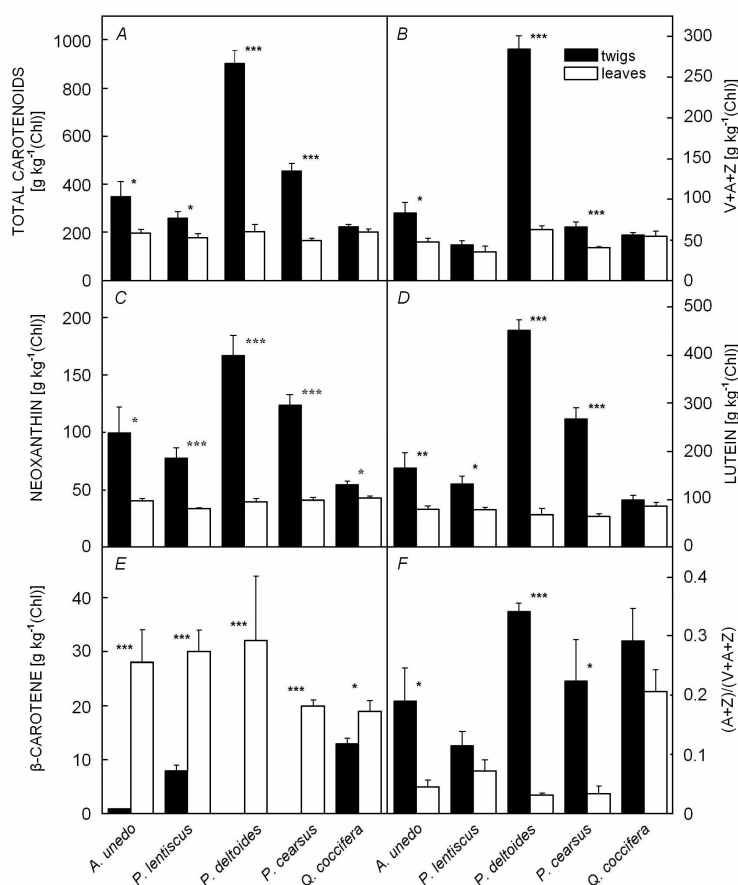 A
B
1000
800
600
400
200
0
TOTAL CAROTENOIDS
[g kg⁻¹(Chl)]
*
*
***
***
*
***
***
twigs
leaves
300
250
200
150
100
50
0
V+A+Z [g kg⁻¹(Chl)]
C
D
200
150
100
50
0
NEOXANTHIN [g kg⁻¹(Chl)]
*
***
***
***
*
**
*
***
***
500
400
300
200
100
0
LUTEIN [g kg⁻¹(Chl)]
E
F
40
30
20
10
0
β-CAROTENE [g kg⁻¹(Chl)]
***
***
***
***
*
*
***
*
0.4
0.3
0.2
0.1
0
(A+Z)/(V+A+Z)
A. unedo
P. lentiscus
P. deltoides
P. cearsus
Q. coccifera
A. unedo
P. lentiscus
P. deltoides
P. cearsus
Q. coccifera